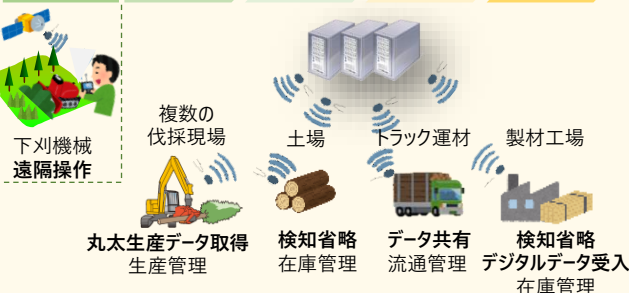 下刈機械
遠隔操作
複数の
伐採現場
丸太生産データ取得
生産管理
土場
検知省略
在庫管理
トラック運材
データ共有
流通管理
製材工場
検知省略
デジタルデータ受入
在庫管理